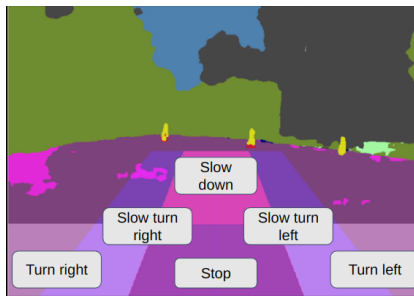 Slow
down
Slow turn
right
Slow turn
left
Turn right
Stop
Turn left